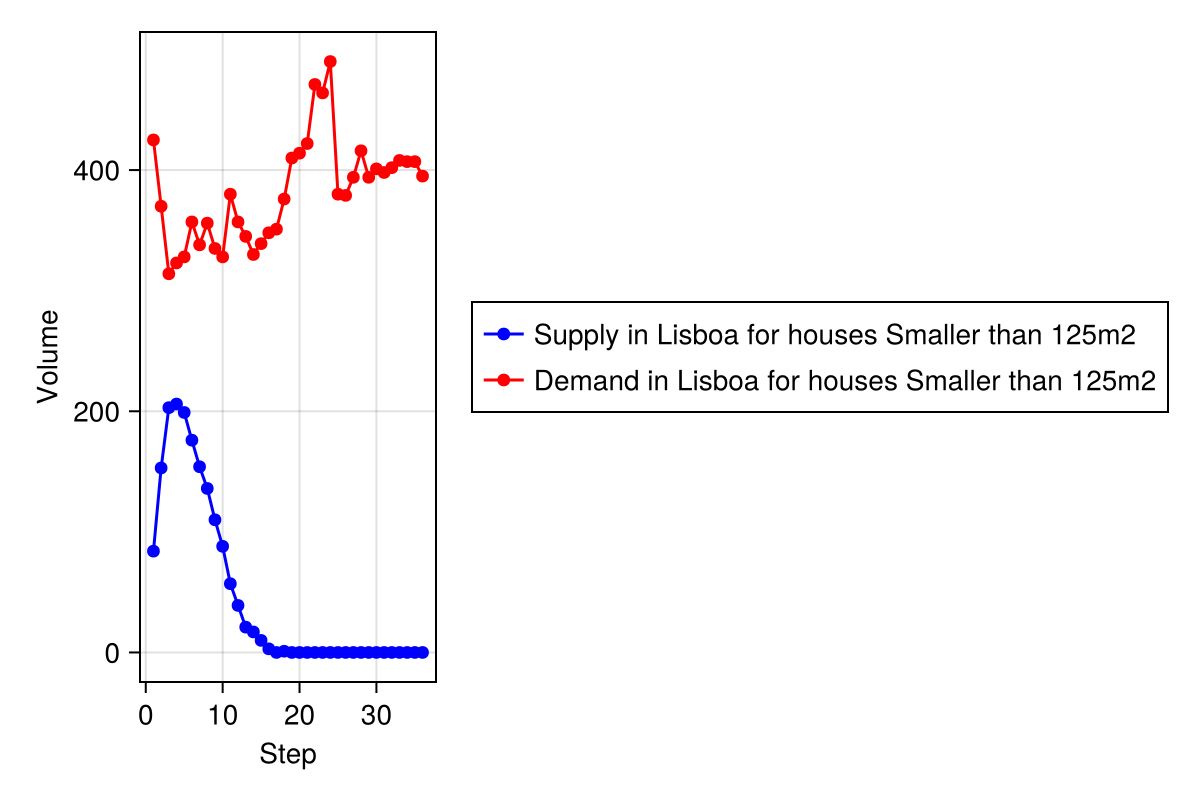 400
200
0
Volume
0 10 20 30
Step
Supply in Lisboa for houses Smaller than 125m2
Demand in Lisboa for houses Smaller than 125m2